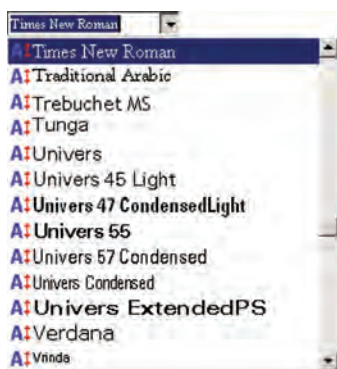 Times New Roman
Times New Roman
Traditional Arabic
Trebuchet MS
Tunga
Univers
Univers 45 Light
Univers 47 CondensedLight
Univers 55
Univers 57 Condensed
Univers Condensed
Univers ExtendedPS
Verdana
Vrinda